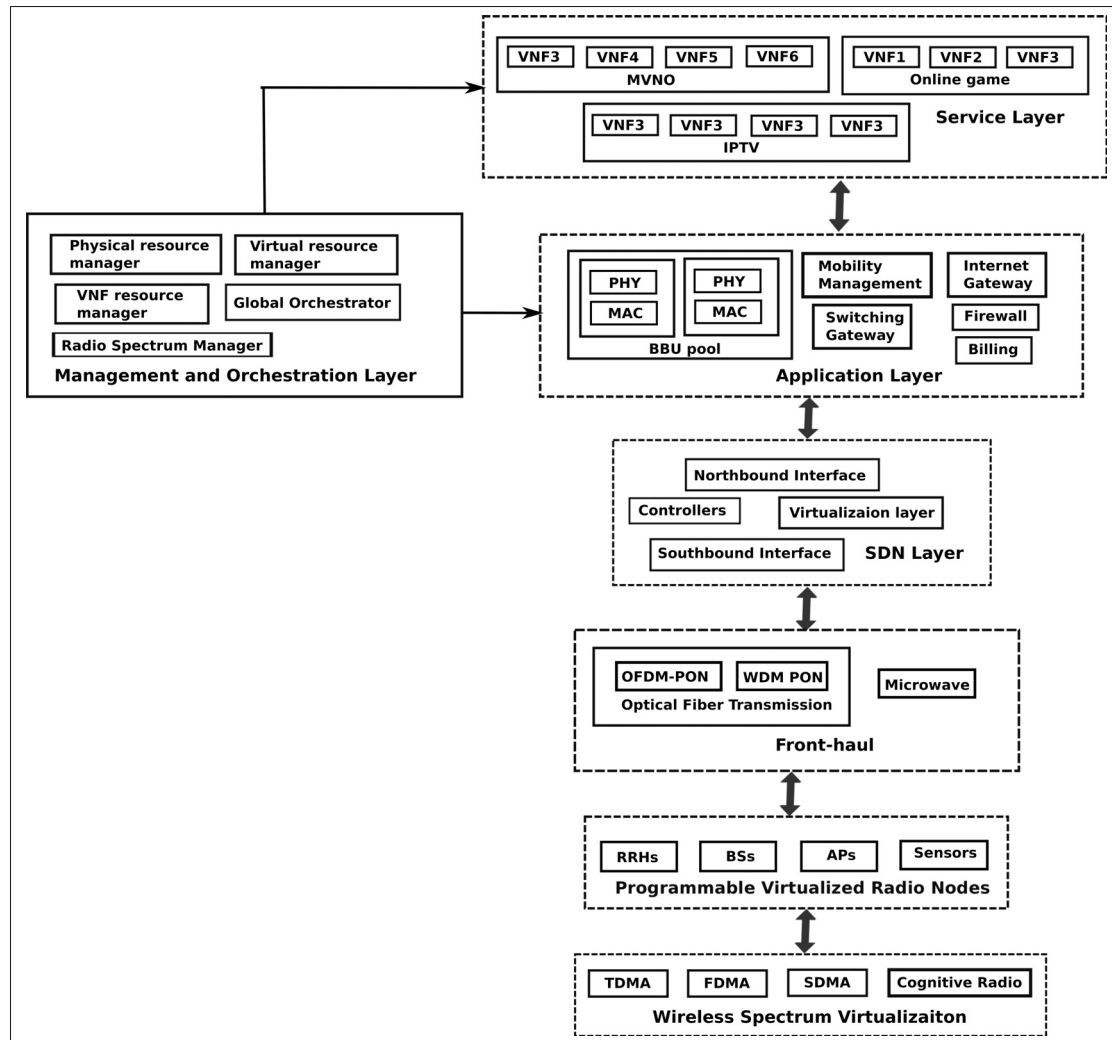 VNF3 VNF4 VNF5 VNF6
MVNO
VNF1 VNF2 VNF3
Online game
Service Layer
VNF3 VNF3 VNF3 VNF3
IPTV
Physical resource
manager
Virtual resource
manager
VNF resource
manager
Global Orchestrator
Radio Spectrum Manager
Management and Orchestration Layer
PHY
MAC
PHY
MAC
BBU pool
Mobility
Management
Switching
Gateway
Internet
Gateway
Firewall
Billing
Application Layer
Northbound Interface
Controllers
Virtualizaion layer
Southbound Interface
SDN Layer
OFDM-PON
WDM PON
Optical Fiber Transmission
Microwave
Front-haul
RRHs
BSs
APs
Sensors
Programmable Virtualized Radio Nodes
TDMA
FDMA
SDMA
Cognitive Radio
Wireless Spectrum Virtualizaiton